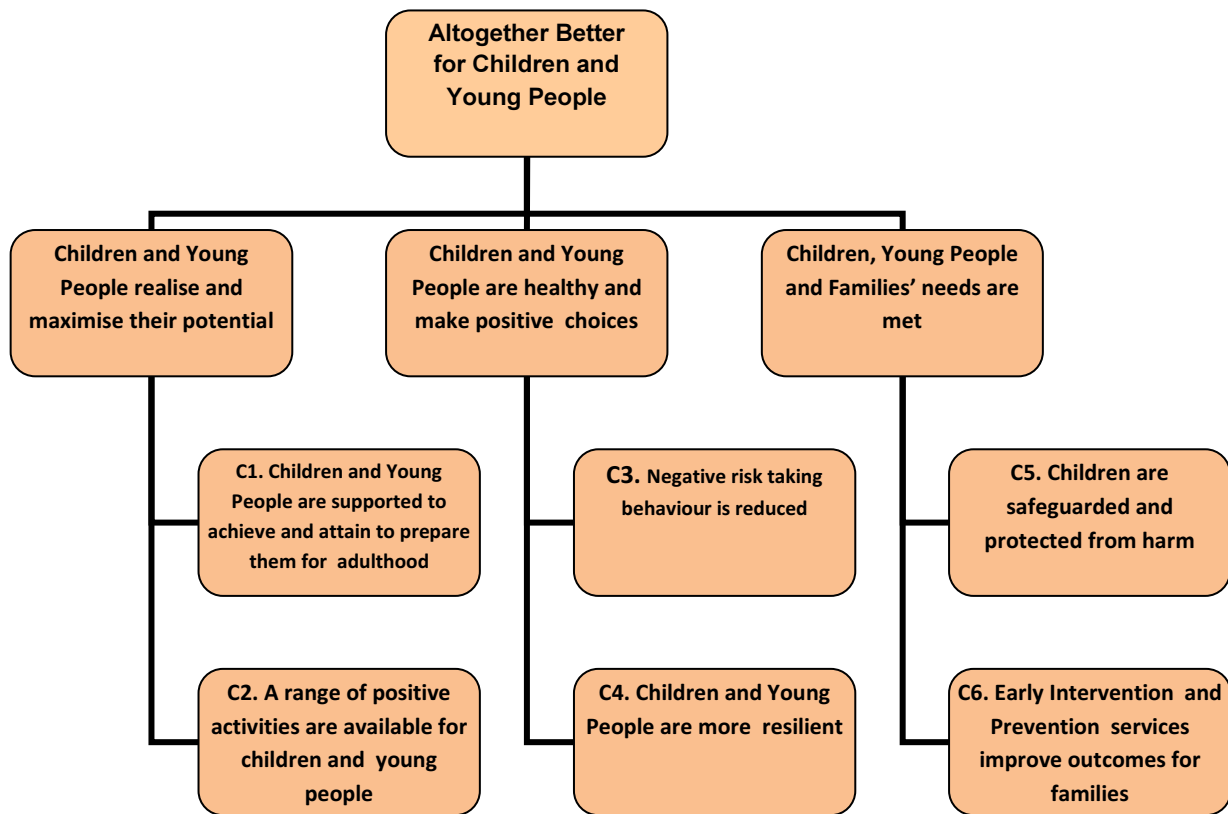 Altogether Better
for Children and
Young People
Children and Young
People realise and
maximise their potential
Children and Young
People are healthy and
make positive choices
Children, Young People
and Families’ needs are
met
C1. Children and Young
People are supported to
achieve and attain to prepare
them for adulthood
C3. Negative risk taking
behaviour is reduced
C5. Children are
safeguarded and
protected from harm
C2. A range of positive
activities are available for
children and young
people
C4. Children and Young
People are more resilient
C6. Early Intervention and
Prevention services
improve outcomes for
families